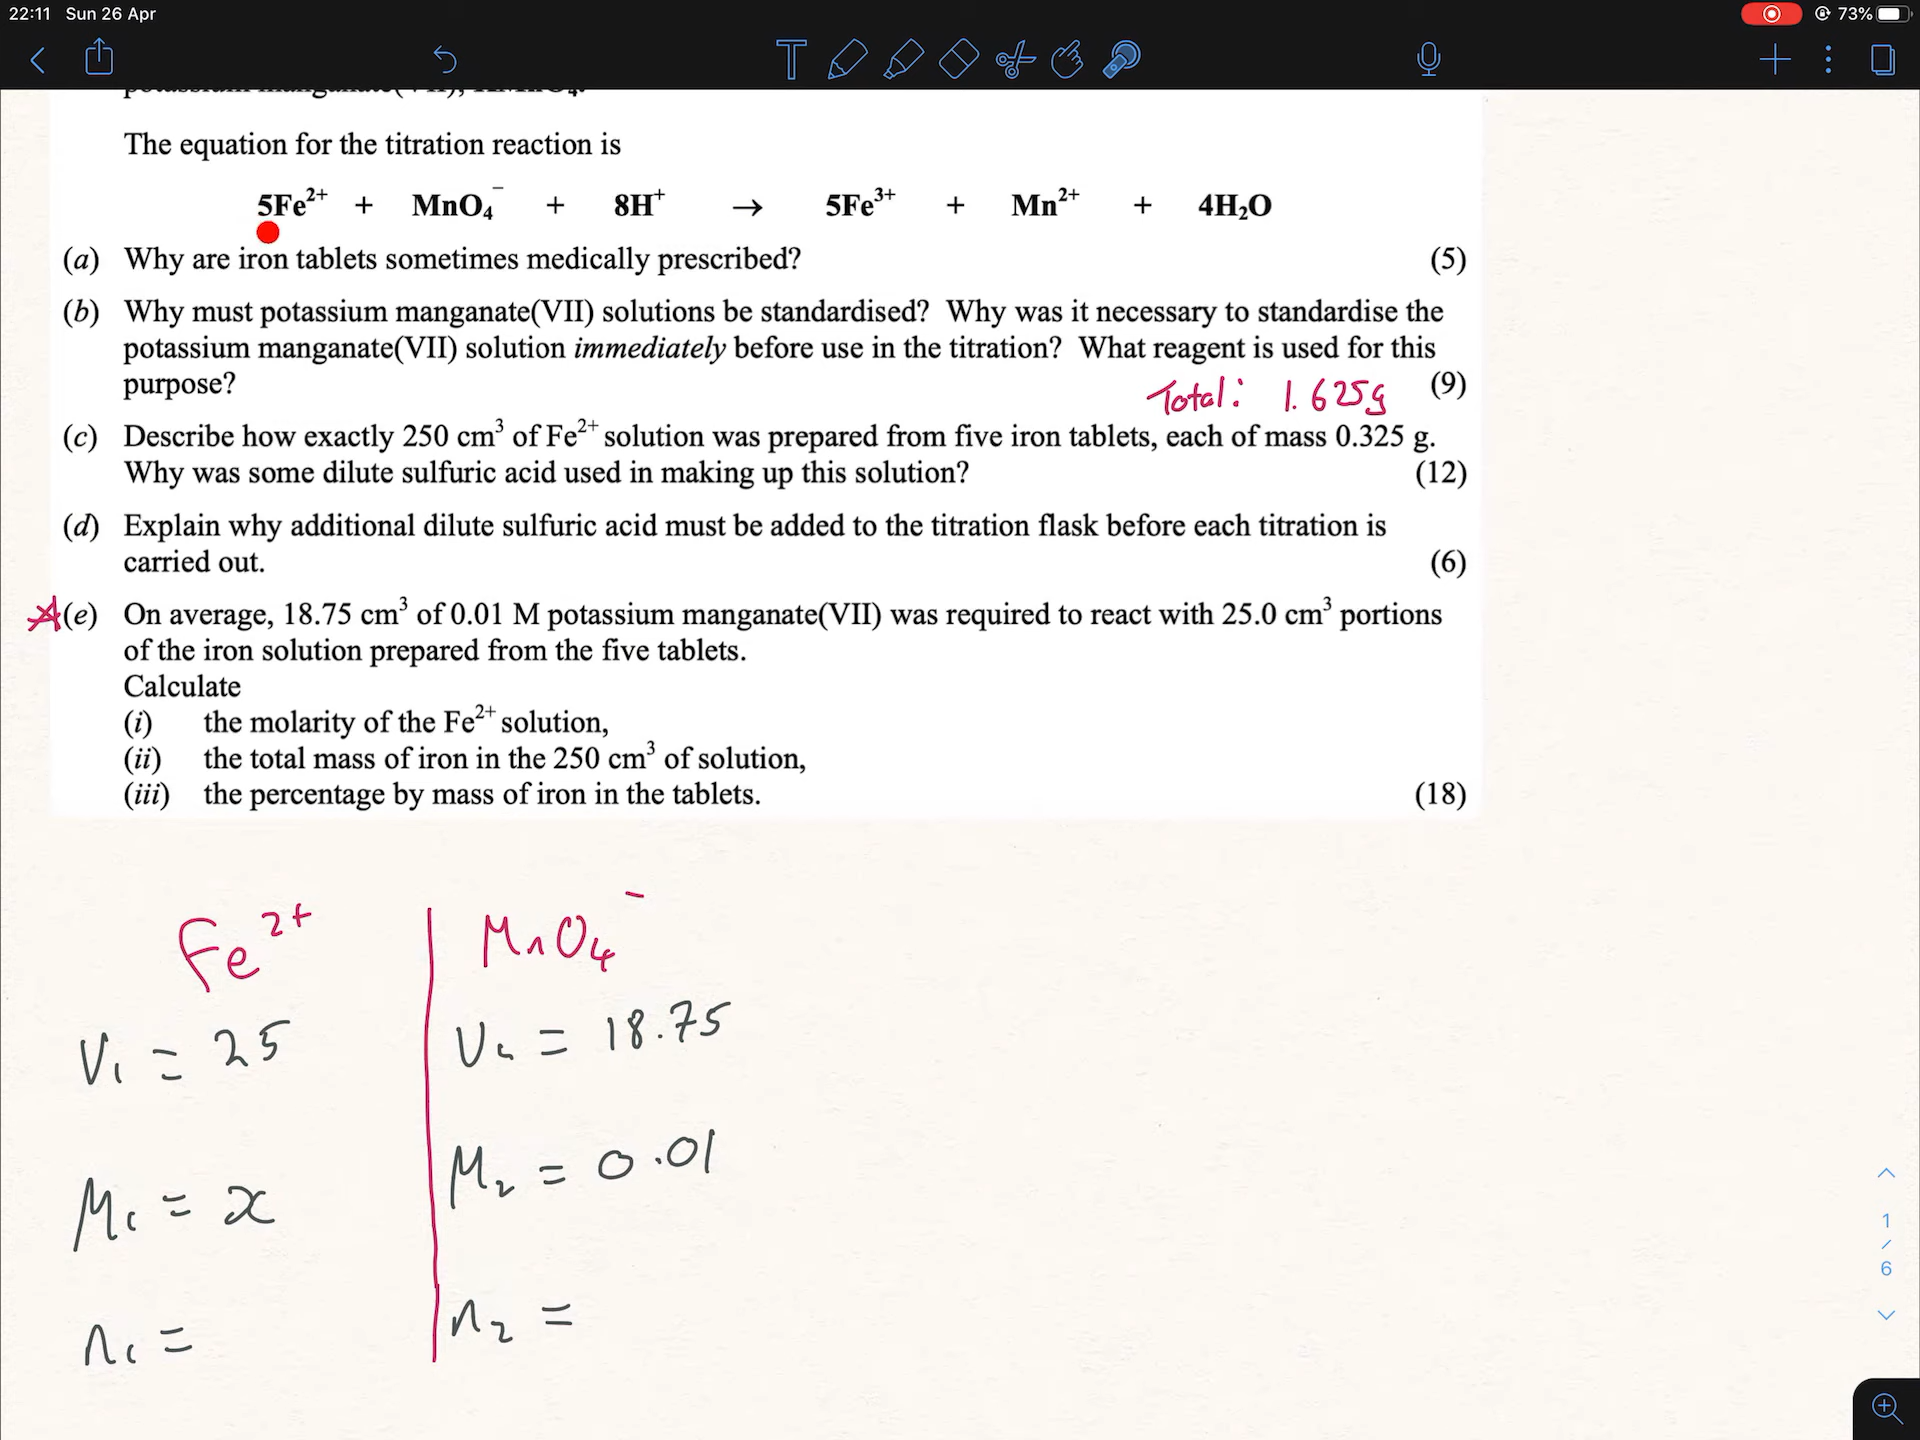 22:11 Sun 26 Apr
73%
potassium manganate(VII), KMnO₄.
The equation for the titration reaction is
5Fe²⁺ + MnO₄⁻ + 8H⁺ → 5Fe³⁺ + Mn²⁺ + 4H₂O
(a) Why are iron tablets sometimes medically prescribed? (5)
(b) Why must potassium manganate(VII) solutions be standardised? Why was it necessary to standardise the
potassium manganate(VII) solution immediately before use in the titration? What reagent is used for this
purpose? (9)
Total: 1.625g
(c) Describe how exactly 250 cm³ of Fe²⁺ solution was prepared from five iron tablets, each of mass 0.325 g.
Why was some dilute sulfuric acid used in making up this solution? (12)
(d) Explain why additional dilute sulfuric acid must be added to the titration flask before each titration is
carried out. (6)
(e) On average, 18.75 cm³ of 0.01 M potassium manganate(VII) was required to react with 25.0 cm³ portions
of the iron solution prepared from the five tablets.
Calculate
(i) the molarity of the Fe²⁺ solution,
(ii) the total mass of iron in the 250 cm³ of solution,
(iii) the percentage by mass of iron in the tablets. (18)
Fe²⁺ MnO₄⁻
V₁ = 25 V₂ = 18.75
M₁ = x M₂ = 0.01
n₁ = n₂ =
1
/
6